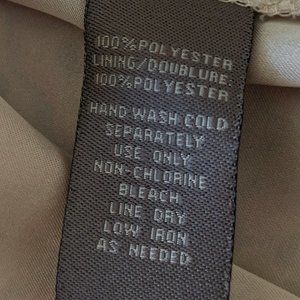 100%POLYESTER
LINING/DOUBLURE:
100%POLYESTER
HAND WASH COLD
SEPARATELY
USE ONLY
NON-CHLORINE
BLEACH
LINE DRY
LOW IRON
AS NEEDED